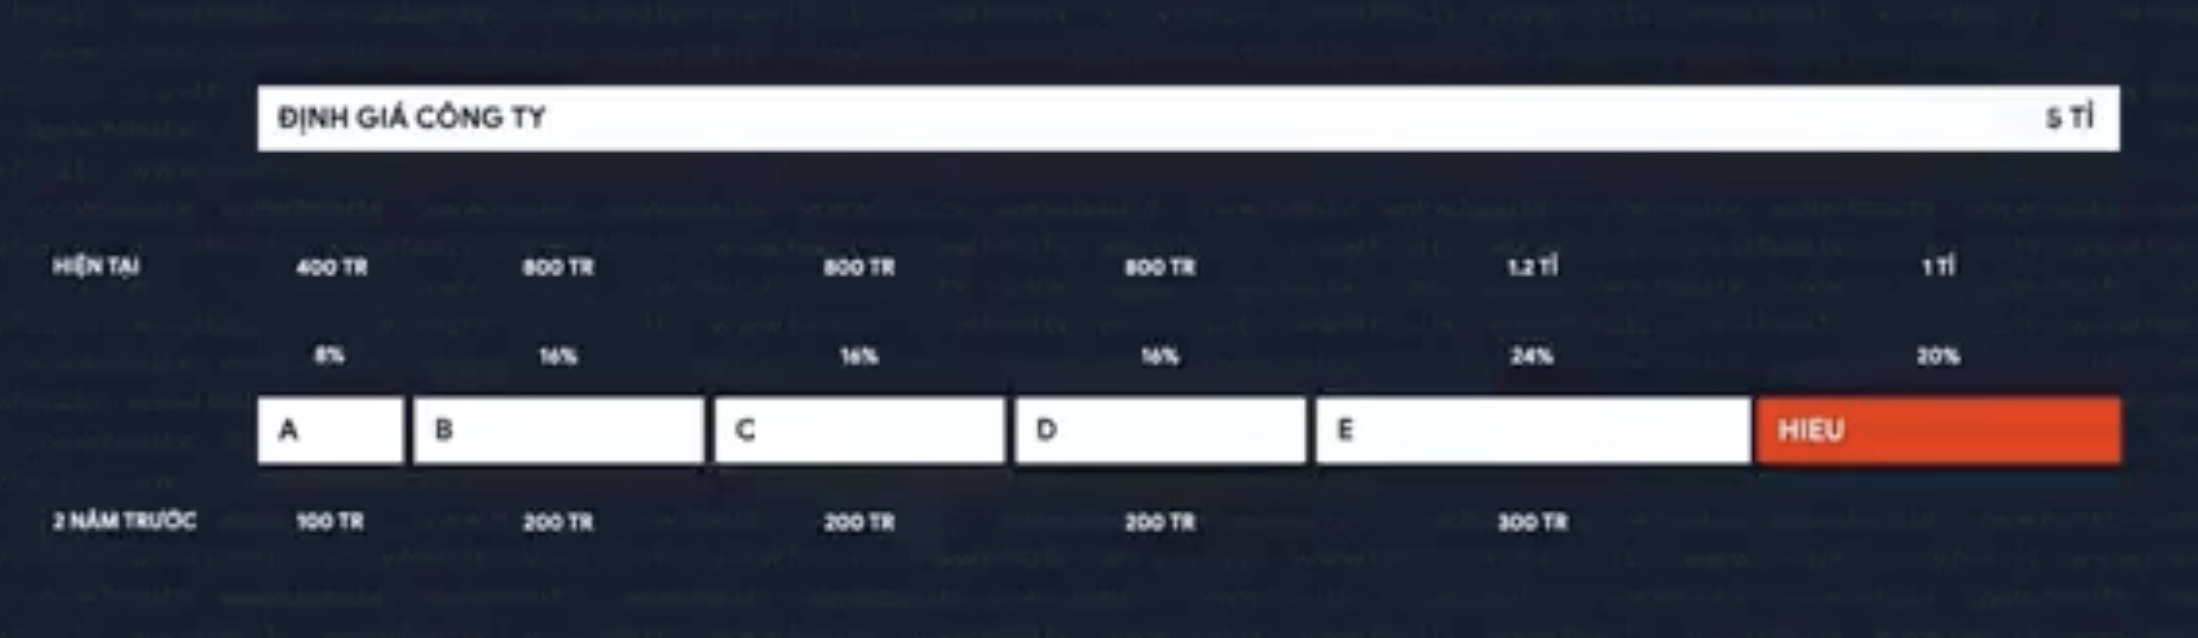 ĐỊNH GIÁ CÔNG TY 5 TỈ
HIỆN TẠI 400 TR 800 TR 800 TR 800 TR 1.2 TỈ 1 TỈ
8% 16% 16% 16% 24% 20%
A B C D E HIEU
2 NĂM TRƯỚC 100 TR 200 TR 200 TR 200 TR 300 TR